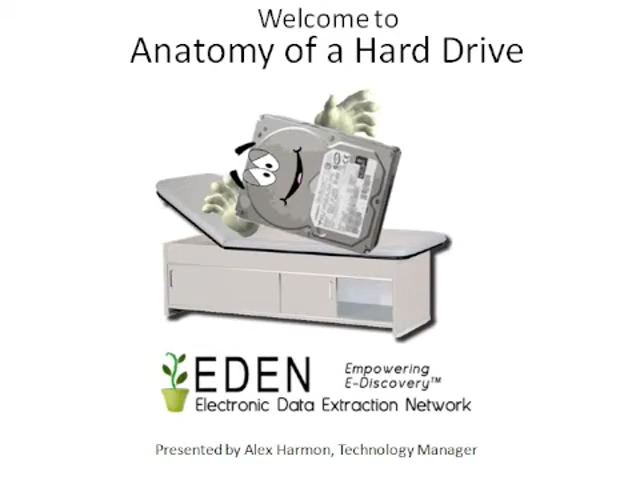 Welcome to
Anatomy of a Hard Drive
EDEN
Empowering
E-Discovery™
Electronic Data Extraction Network
Presented by Alex Harmon, Technology Manager